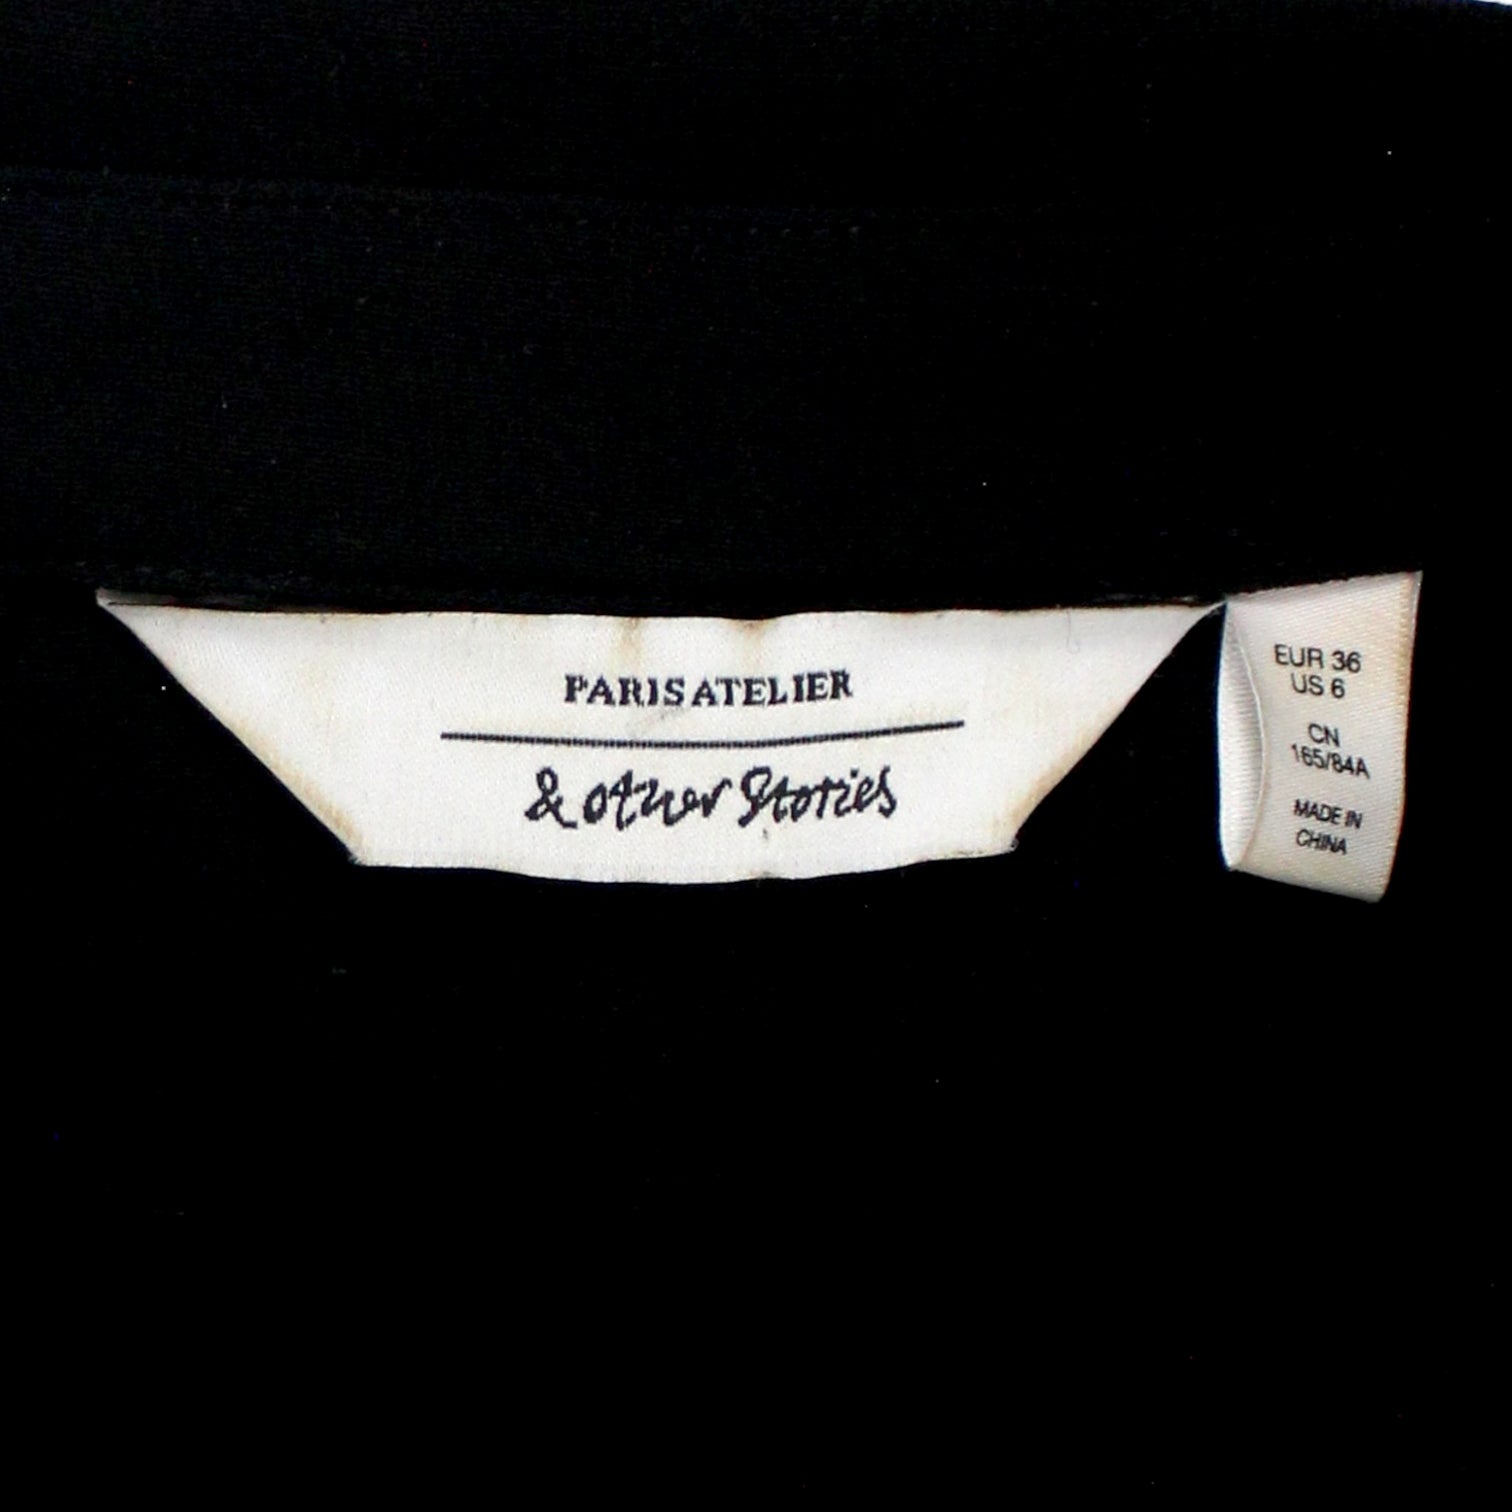 PARIS ATELIER
& other Stories
EUR 36
US 6
CN
165/84A
MADE IN
CHINA